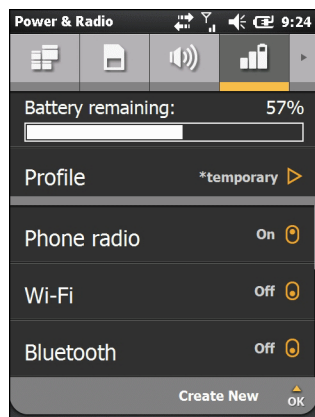 Power & Radio 9:24
Battery remaining: 57%
Profile *temporary
Phone radio On
Wi-Fi Off
Bluetooth Off
Create New OK